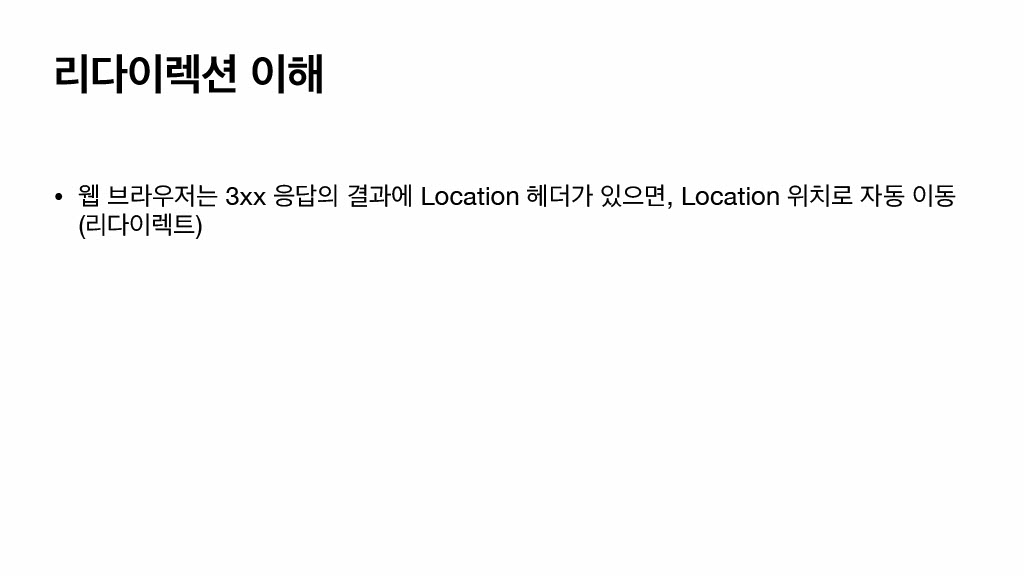 리다이렉션 이해
• 웹 브라우저는 3xx 응답의 결과에 Location 헤더가 있으면, Location 위치로 자동 이동
(리다이렉트)